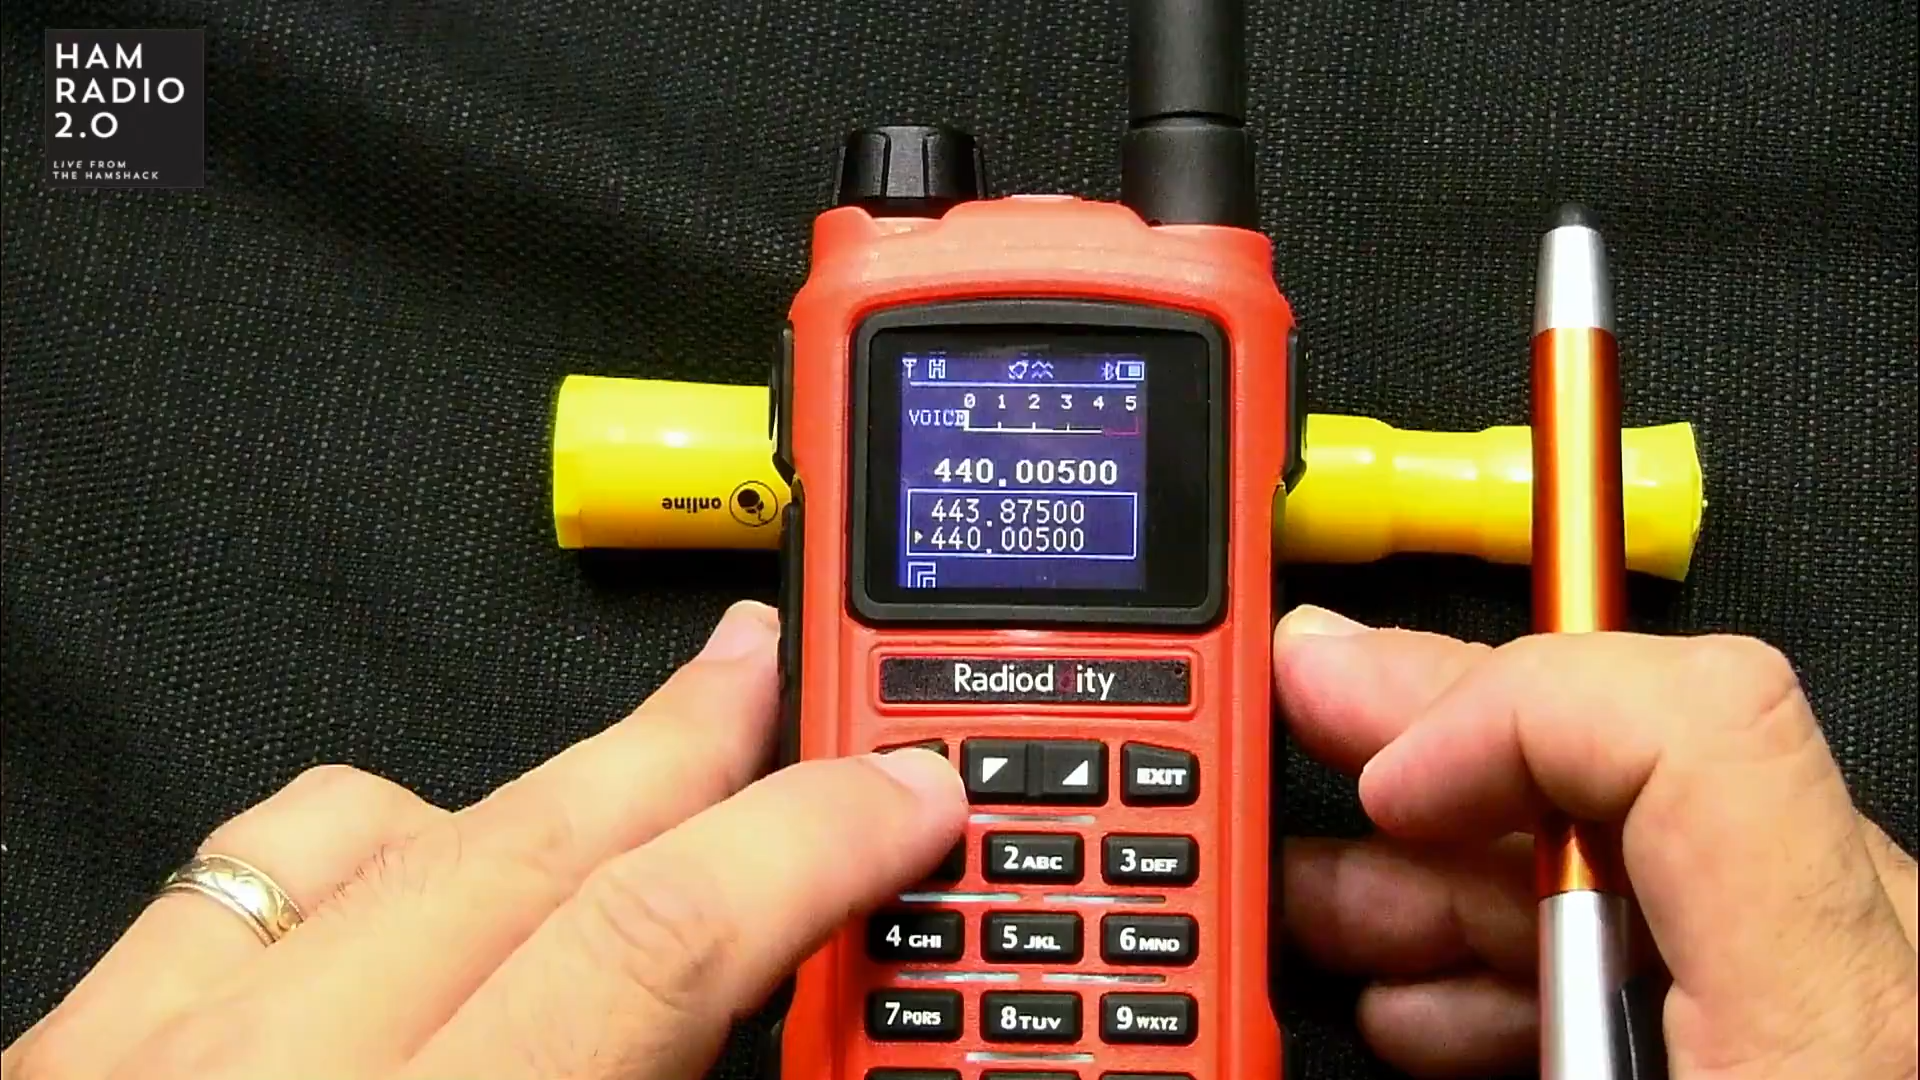 HAM
RADIO
2.0
LIVE FROM
THE HAMSHACK
H
0 1 2 3 4 5
VOICE
440.00500
443.87500
440.00500
online
Radiod ity
EXIT
2 ABC
3 DEF
4 GHI
5 JKL
6 MNO
7 PQRS
8 TUV
9 WXYZ